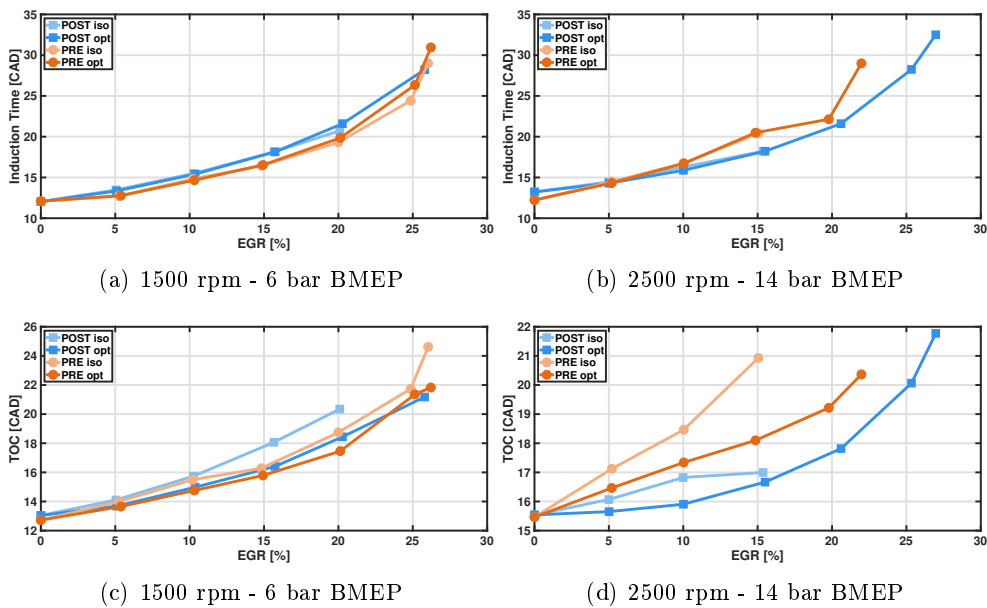 35
30
25
20
15
10
Induction Time [CAD]
POST iso
POST opt
PRE iso
PRE opt
0 5 10 15 20 25 30
EGR [%]
(a) 1500 rpm - 6 bar BMEP
35
30
25
20
15
10
Induction Time [CAD]
POST iso
POST opt
PRE iso
PRE opt
0 5 10 15 20 25 30
EGR [%]
(b) 2500 rpm - 14 bar BMEP
26
24
22
20
18
16
14
12
TOC [CAD]
POST iso
POST opt
PRE iso
PRE opt
0 5 10 15 20 25 30
EGR [%]
(c) 1500 rpm - 6 bar BMEP
22
21
20
19
18
17
16
15
TOC [CAD]
POST iso
POST opt
PRE iso
PRE opt
0 5 10 15 20 25 30
EGR [%]
(d) 2500 rpm - 14 bar BMEP